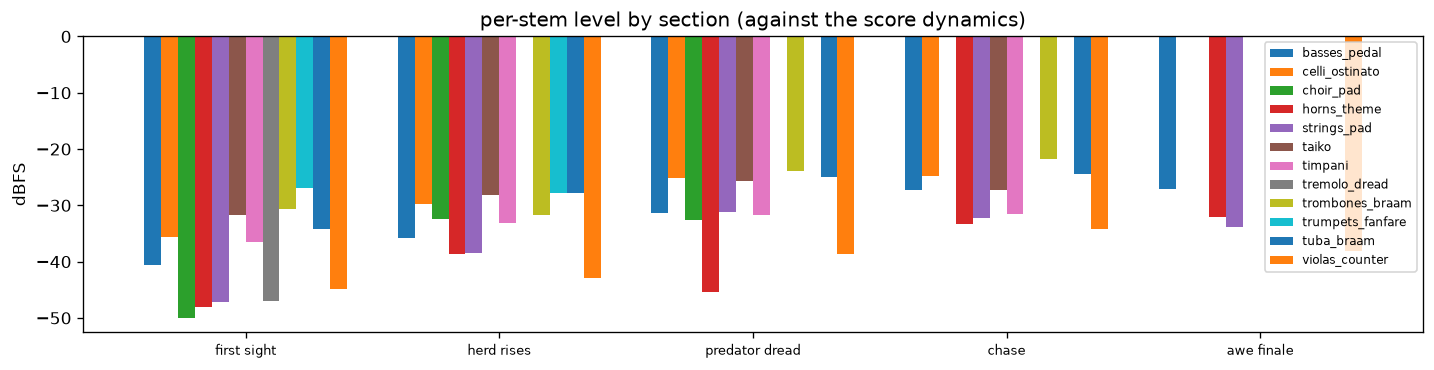 per-stem level by section (against the score dynamics)
dBFS
0
−10
−20
−30
−40
−50
first sight
herd rises
predator dread
chase
awe finale
basses_pedal
celli_ostinato
choir_pad
horns_theme
strings_pad
taiko
timpani
tremolo_dread
trombones_braam
trumpets_fanfare
tuba_braam
violas_counter